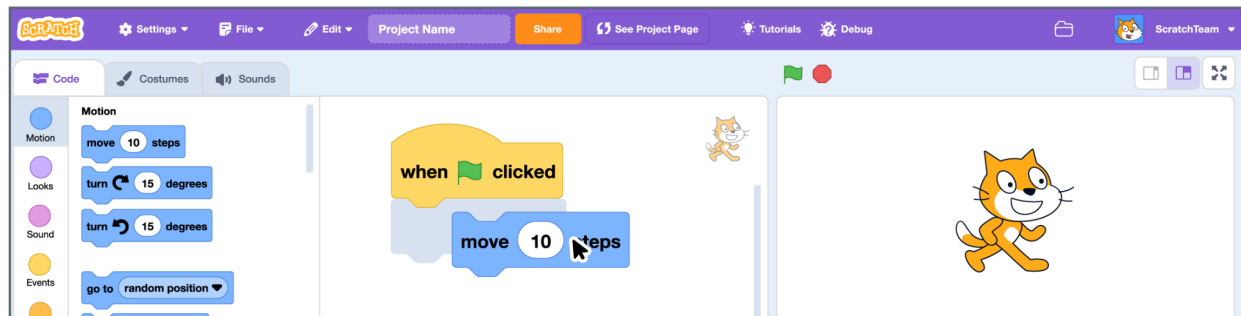 SCRATCH Settings File Edit Project Name Share See Project Page Tutorials Debug ScratchTeam
Code Costumes Sounds
Motion
Looks
Sound
Events
Motion
move 10 steps
turn 15 degrees
turn 15 degrees
go to random position
when clicked
move 10 steps